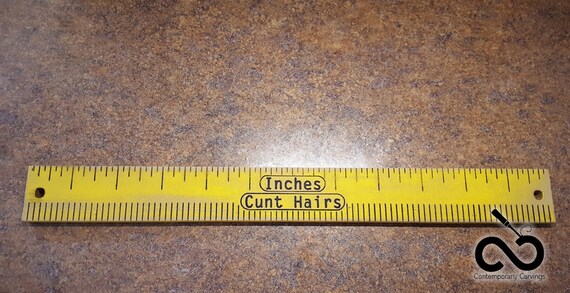 Inches
Cunt Hairs
Contemporary Carvings